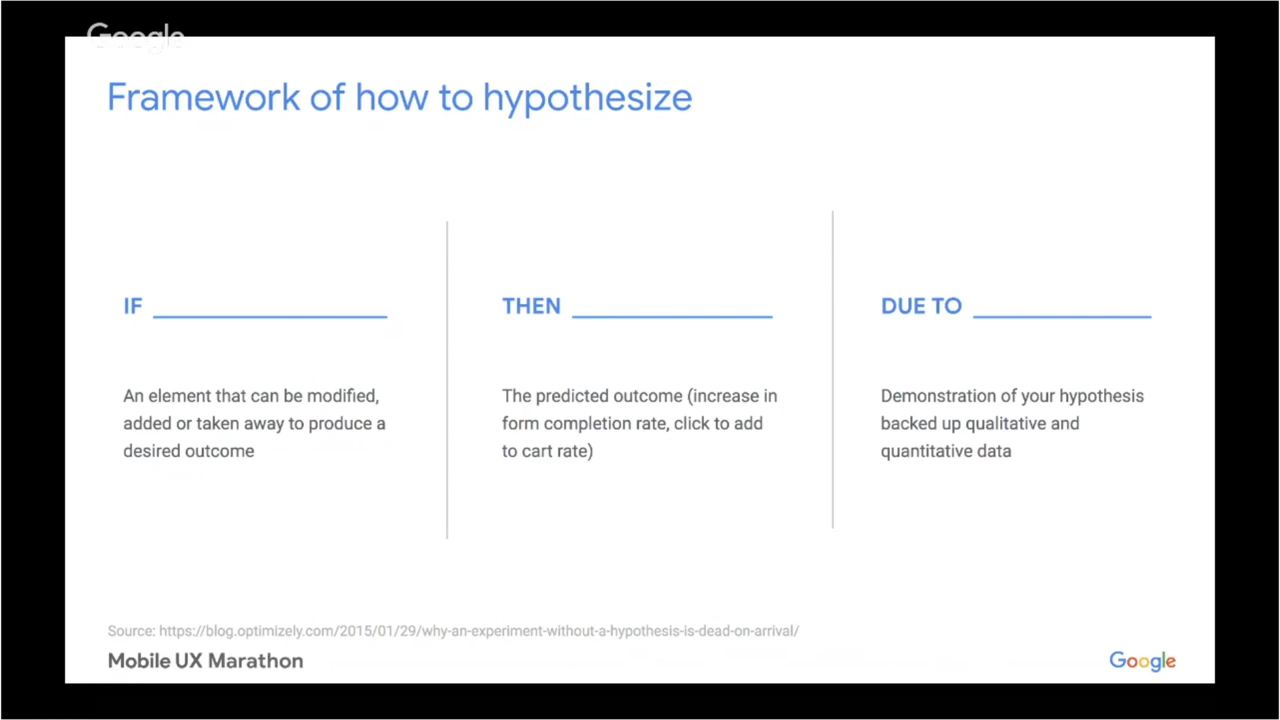 Google
Framework of how to hypothesize
IF
An element that can be modified,
added or taken away to produce a
desired outcome
THEN
The predicted outcome (increase in
form completion rate, click to add
to cart rate)
DUE TO
Demonstration of your hypothesis
backed up qualitative and
quantitative data
Source: https://blog.optimizely.com/2015/01/29/why-an-experiment-without-a-hypothesis-is-dead-on-arrival/
Mobile UX Marathon
Google